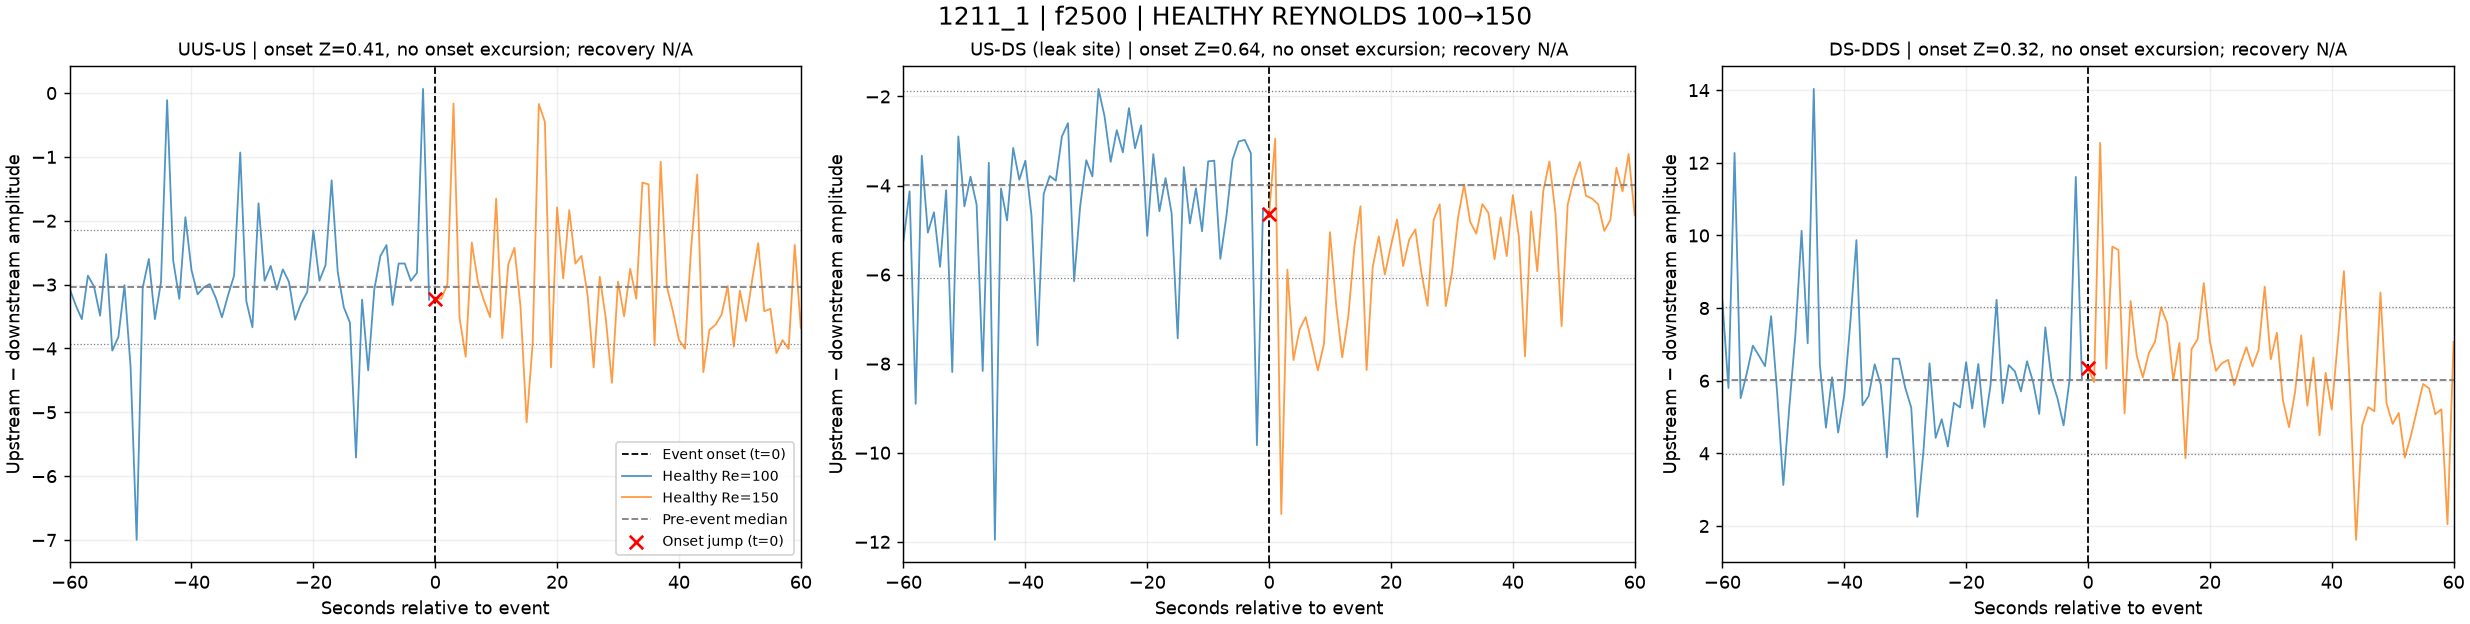 1211_1 | f2500 | HEALTHY REYNOLDS 100→150
UUS-US | onset Z=0.41, no onset excursion; recovery N/A
Upstream − downstream amplitude
0
−1
−2
−3
−4
−5
−6
−7
Event onset (t=0)
Healthy Re=100
Healthy Re=150
Pre-event median
Onset jump (t=0)
−60
−40
−20
0
20
40
60
Seconds relative to event
US-DS (leak site) | onset Z=0.64, no onset excursion; recovery N/A
Upstream − downstream amplitude
−2
−4
−6
−8
−10
−12
−60
−40
−20
0
20
40
60
Seconds relative to event
DS-DDS | onset Z=0.32, no onset excursion; recovery N/A
Upstream − downstream amplitude
14
12
10
8
6
4
2
−60
−40
−20
0
20
40
60
Seconds relative to event